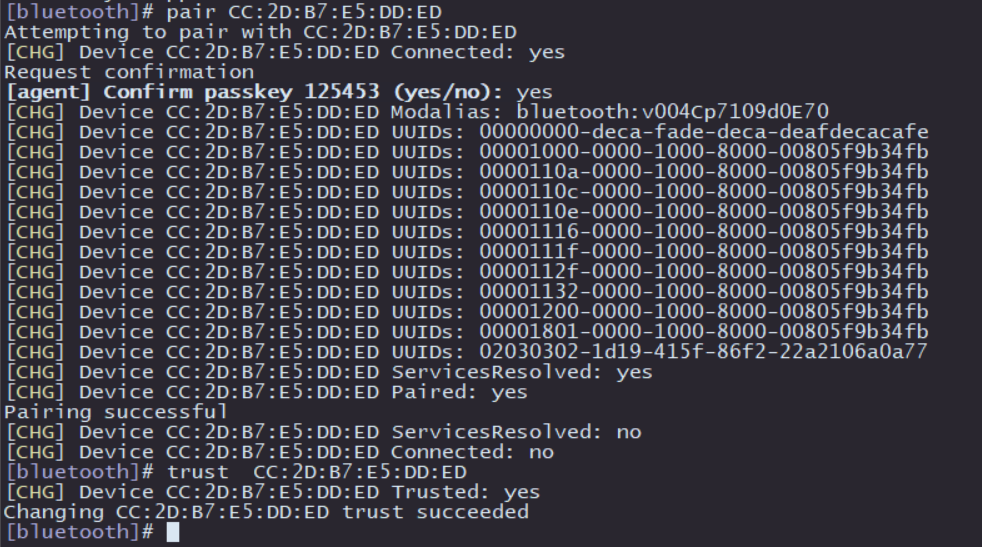 [bluetooth]# pair CC:2D:B7:E5:DD:ED
Attempting to pair with CC:2D:B7:E5:DD:ED
[CHG] Device CC:2D:B7:E5:DD:ED Connected: yes
Request confirmation
[agent] Confirm passkey 125453 (yes/no): yes
[CHG] Device CC:2D:B7:E5:DD:ED Modalias: bluetooth:v004Cp7109d0E70
[CHG] Device CC:2D:B7:E5:DD:ED UUIDs: 00000000-deca-fade-deca-deafdecacafe
[CHG] Device CC:2D:B7:E5:DD:ED UUIDs: 00001000-0000-1000-8000-00805f9b34fb
[CHG] Device CC:2D:B7:E5:DD:ED UUIDs: 0000110a-0000-1000-8000-00805f9b34fb
[CHG] Device CC:2D:B7:E5:DD:ED UUIDs: 0000110c-0000-1000-8000-00805f9b34fb
[CHG] Device CC:2D:B7:E5:DD:ED UUIDs: 0000110e-0000-1000-8000-00805f9b34fb
[CHG] Device CC:2D:B7:E5:DD:ED UUIDs: 00001116-0000-1000-8000-00805f9b34fb
[CHG] Device CC:2D:B7:E5:DD:ED UUIDs: 0000111f-0000-1000-8000-00805f9b34fb
[CHG] Device CC:2D:B7:E5:DD:ED UUIDs: 0000112f-0000-1000-8000-00805f9b34fb
[CHG] Device CC:2D:B7:E5:DD:ED UUIDs: 00001132-0000-1000-8000-00805f9b34fb
[CHG] Device CC:2D:B7:E5:DD:ED UUIDs: 00001200-0000-1000-8000-00805f9b34fb
[CHG] Device CC:2D:B7:E5:DD:ED UUIDs: 00001801-0000-1000-8000-00805f9b34fb
[CHG] Device CC:2D:B7:E5:DD:ED UUIDs: 02030302-1d19-415f-86f2-22a2106a0a77
[CHG] Device CC:2D:B7:E5:DD:ED ServicesResolved: yes
[CHG] Device CC:2D:B7:E5:DD:ED Paired: yes
Pairing successful
[CHG] Device CC:2D:B7:E5:DD:ED ServicesResolved: no
[CHG] Device CC:2D:B7:E5:DD:ED Connected: no
[bluetooth]# trust  CC:2D:B7:E5:DD:ED
[CHG] Device CC:2D:B7:E5:DD:ED Trusted: yes
Changing CC:2D:B7:E5:DD:ED trust succeeded
[bluetooth]#